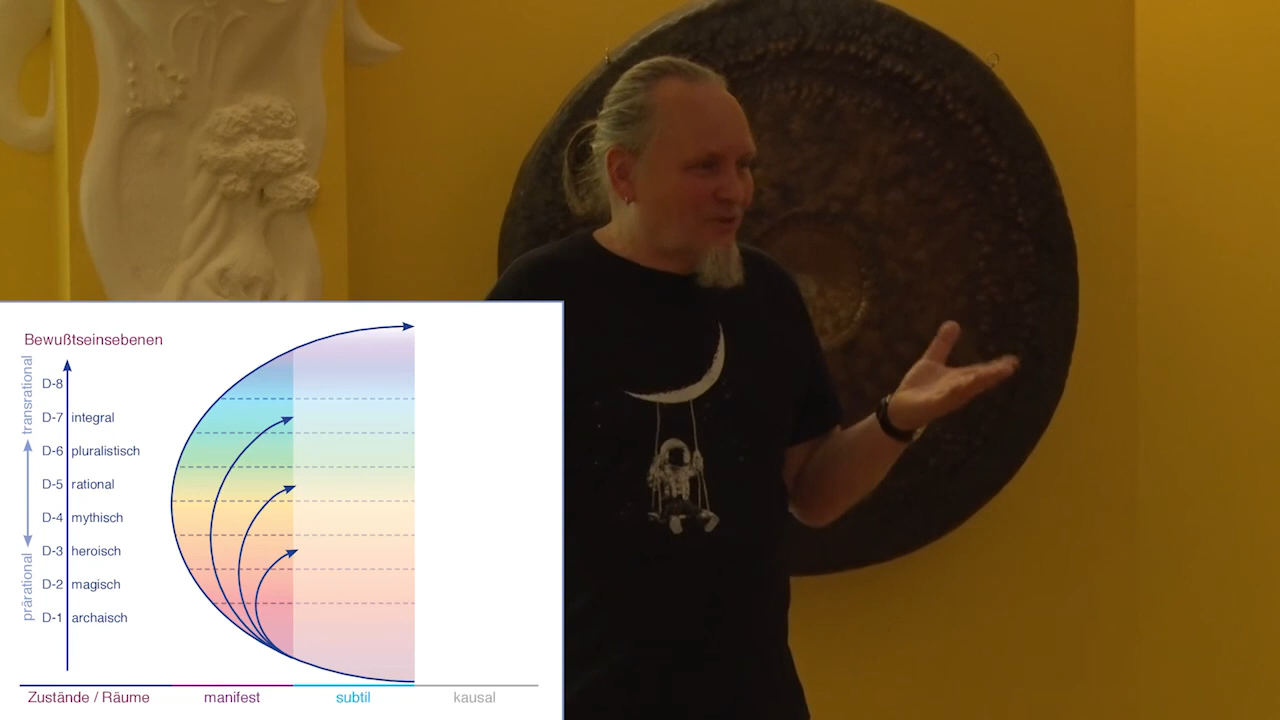 Bewußtseinsebenen
transrational
prärational
D-8
D-7 integral
D-6 pluralistisch
D-5 rational
D-4 mythisch
D-3 heroisch
D-2 magisch
D-1 archaisch
Zustände / Räume manifest subtil kausal